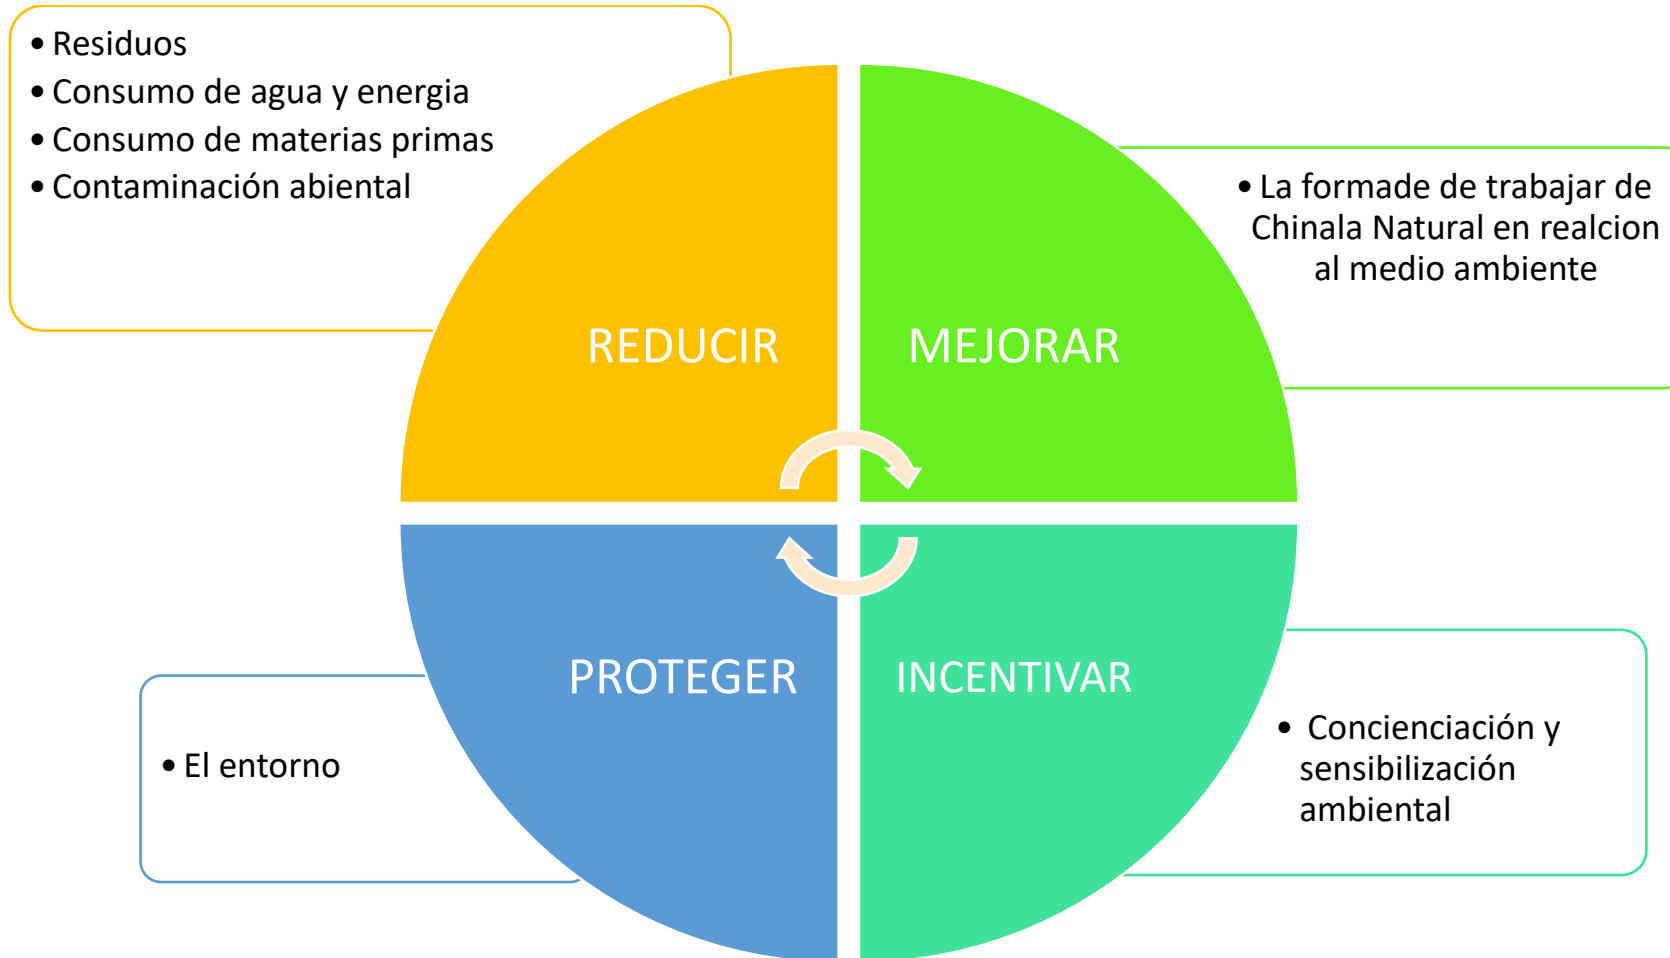 • Residuos
• Consumo de agua y energia
• Consumo de materias primas
• Contaminación abiental
REDUCIR
MEJORAR
• La formade de trabajar de
Chinala Natural en realcion
al medio ambiente
PROTEGER
• El entorno
INCENTIVAR
• Concienciación y
sensibilización
ambiental